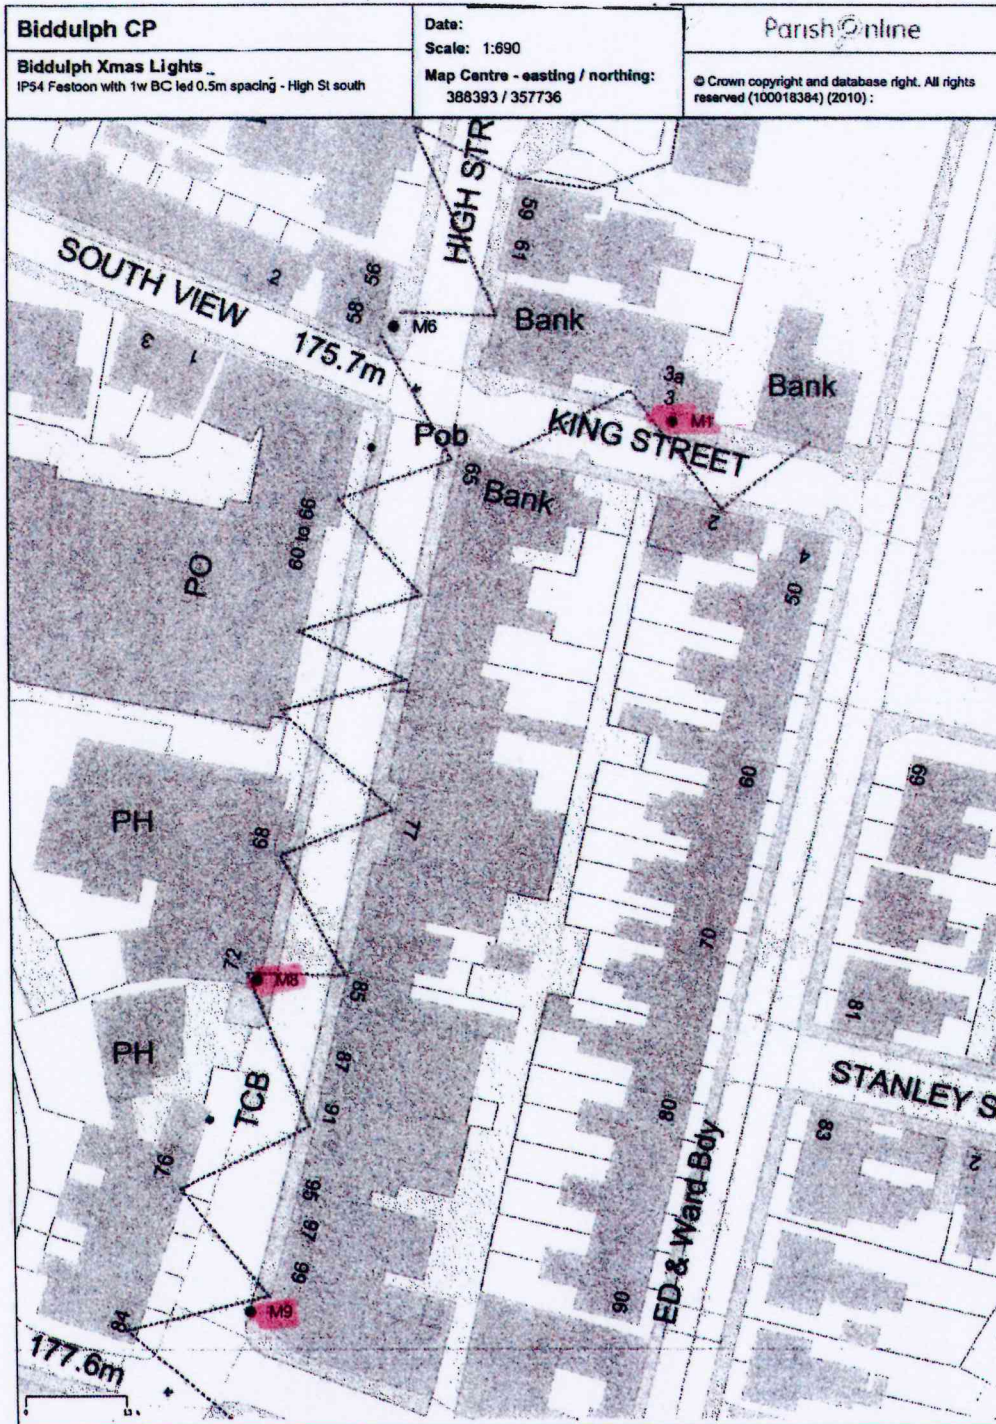 Biddulph CP
Biddulph Xmas Lights
IP54 Festoon with 1w BC led 0.5m spacing - High St south
Date:
Scale: 1:690
Map Centre - easting / northing:
388393 / 357736
Parish Online
© Crown copyright and database right. All rights
reserved (100018384) (2010) :
HIGH STR
59
61
SOUTH VIEW
2
56
58
M6
Bank
3
1
175.7m
3a
3
M1
Bank
KING STREET
Pob
65
Bank
2
4
50
60 to 66
PO
60
69
PH
68
77
70
72
M8
85
81
PH
87
TCB
91
80
STANLEY S
83
2
76
95
97
ED & Ward Bdy
99
M9
90
84
177.6m
0